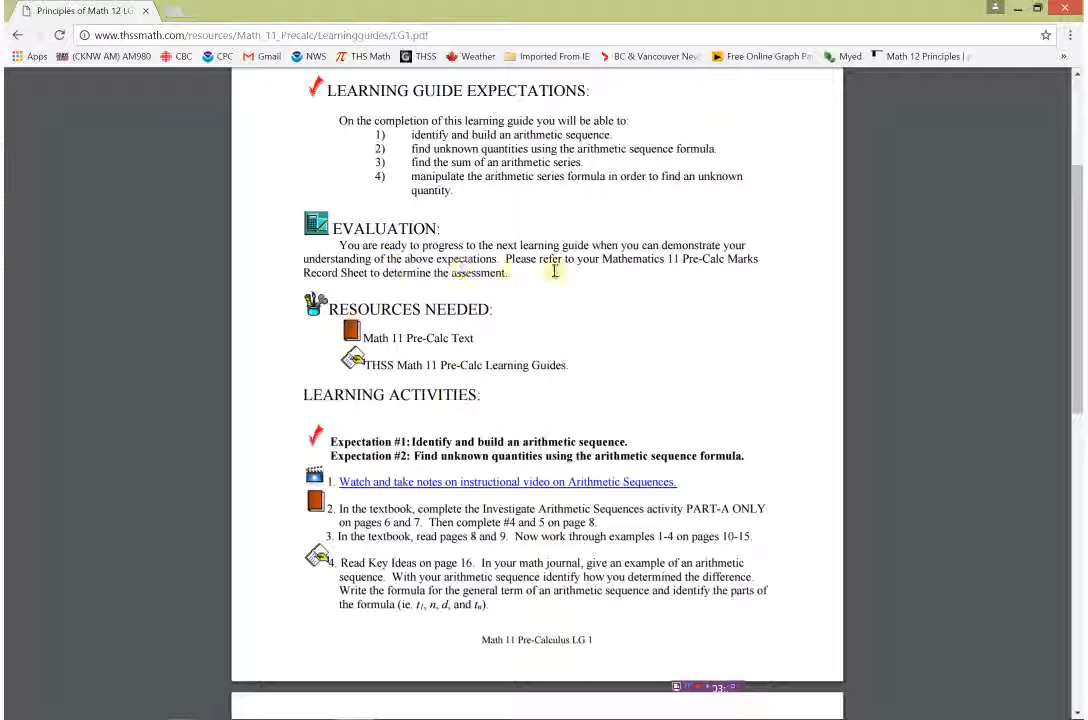 Principles of Math 12 LG
www.thssmath.com/resources/Math_11_Precalc/Learningguides/LG1.pdf
Apps (CKNW AM) AM980 CBC CPC Gmail NWS THS Math THSS Weather Imported From IE BC & Vancouver New Free Online Graph Pa Myed Math 12 Principles | p »
LEARNING GUIDE EXPECTATIONS:
On the completion of this learning guide you will be able to:
1) identify and build an arithmetic sequence.
2) find unknown quantities using the arithmetic sequence formula.
3) find the sum of an arithmetic series.
4) manipulate the arithmetic series formula in order to find an unknown
quantity.
EVALUATION:
You are ready to progress to the next learning guide when you can demonstrate your
understanding of the above expectations. Please refer to your Mathematics 11 Pre-Calc Marks
Record Sheet to determine the assessment.
RESOURCES NEEDED:
Math 11 Pre-Calc Text
THSS Math 11 Pre-Calc Learning Guides.
LEARNING ACTIVITIES:
Expectation #1: Identify and build an arithmetic sequence.
Expectation #2: Find unknown quantities using the arithmetic sequence formula.
1. Watch and take notes on instructional video on Arithmetic Sequences.
2. In the textbook, complete the Investigate Arithmetic Sequences activity PART-A ONLY
on pages 6 and 7. Then complete #4 and 5 on page 8.
3. In the textbook, read pages 8 and 9. Now work through examples 1-4 on pages 10-15.
4. Read Key Ideas on page 16. In your math journal, give an example of an arithmetic
sequence. With your arithmetic sequence identify how you determined the difference.
Write the formula for the general term of an arithmetic sequence and identify the parts of
the formula (ie. t₁, n, d, and tₙ).
Math 11 Pre-Calculus LG 1